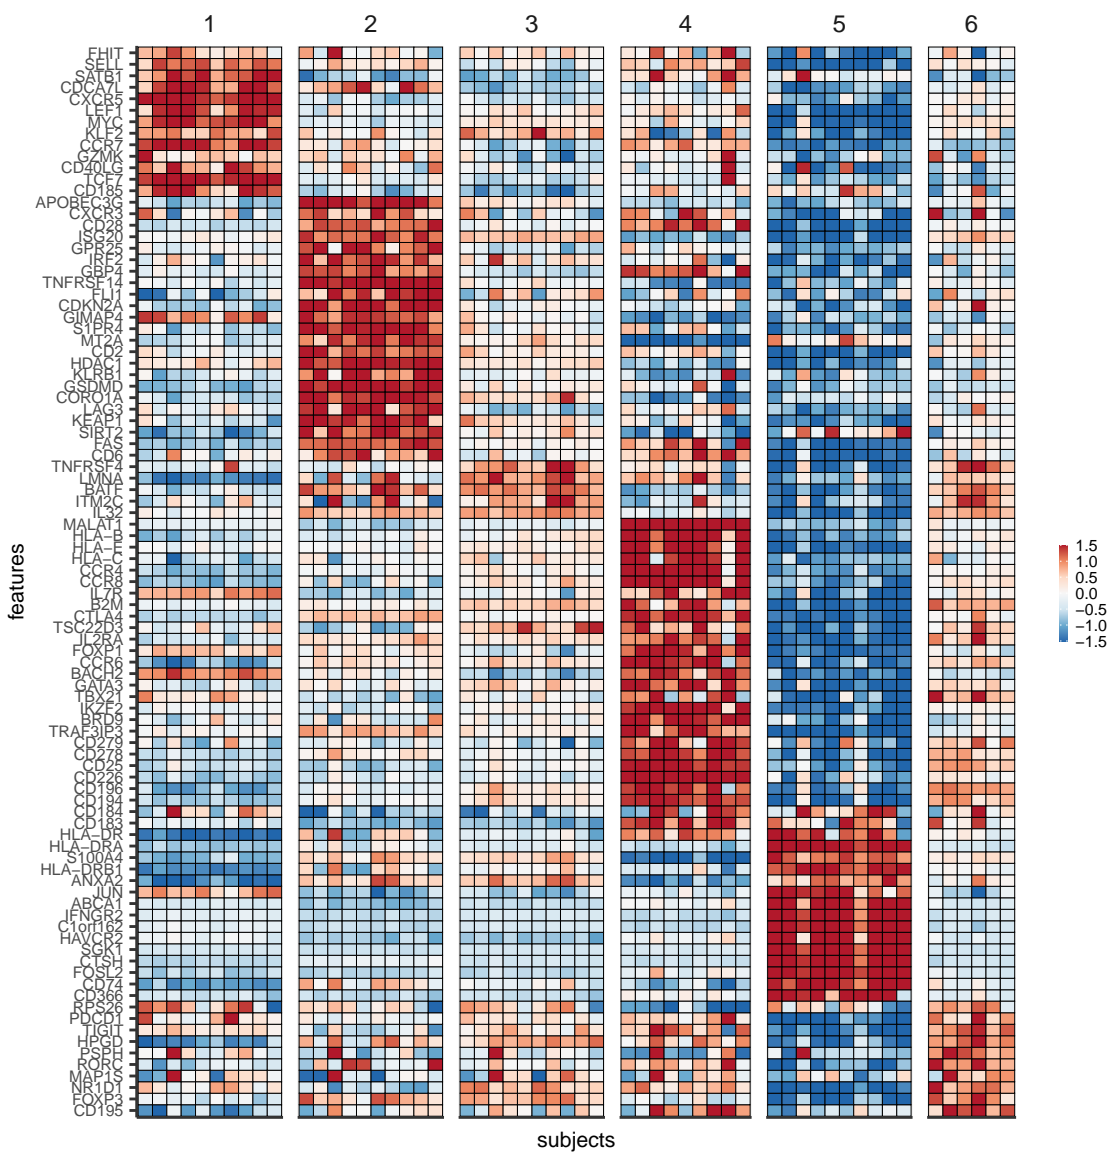 1 2 3 4 5 6
FHIT
SELL
SATB1
CDCA7L
CXCR5
LEF1
MYC
KLF2
CCR7
GZMK
CD40LG
TCF7
CD185
APOBEC3G
CXCR3
CD28
ISG20
GPR25
IRF2
GBP4
TNFRSF14
FLI1
CDKN2A
GIMAP4
S1PR4
MT2A
CD2
HDAC1
KLRB1
GSDMD
CORO1A
LAG3
KEAP1
SIRT2
FAS
CD6
TNFRSF4
LMNA
BATF
ITM2C
IL32
MALAT1
HLA−B
HLA−E
HLA−C
CCR4
CCR8
IL7R
B2M
CTLA4
TSC22D3
IL2RA
FOXP1
CCR6
BACH2
GATA3
TBX21
IKZF2
BRD9
TRAF3IP3
CD279
CD278
CD25
CD226
CD196
CD194
CD184
CD183
HLA−DR
HLA−DRA
S100A4
HLA−DRB1
ANXA2
JUN
ABCA1
IFNGR2
C1orf162
HAVCR2
SGK1
CTSH
FOSL2
CD74
CD366
RPS26
PDCD1
TIGIT
HPGD
PSPH
RORC
MAP1S
NR1D1
FOXP3
CD195
features
subjects
1.5
1.0
0.5
0.0
−0.5
−1.0
−1.5